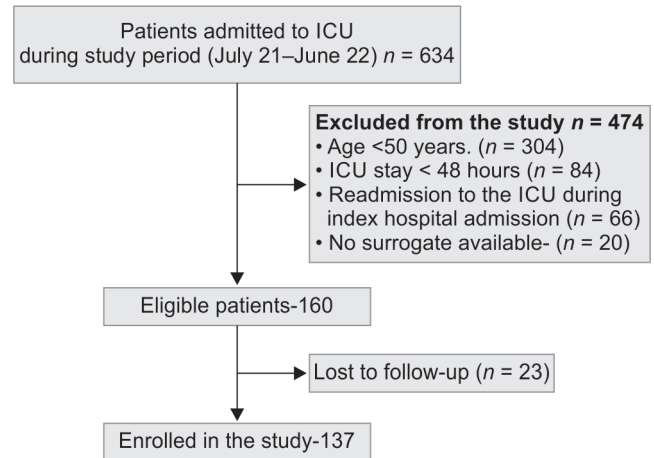 Patients admitted to ICU
during study period (July 21–June 22) n = 634
Excluded from the study n = 474
• Age <50 years. (n = 304)
• ICU stay < 48 hours (n = 84)
• Readmission to the ICU during
index hospital admission (n = 66)
• No surrogate available- (n = 20)
Eligible patients-160
Lost to follow-up (n = 23)
Enrolled in the study-137